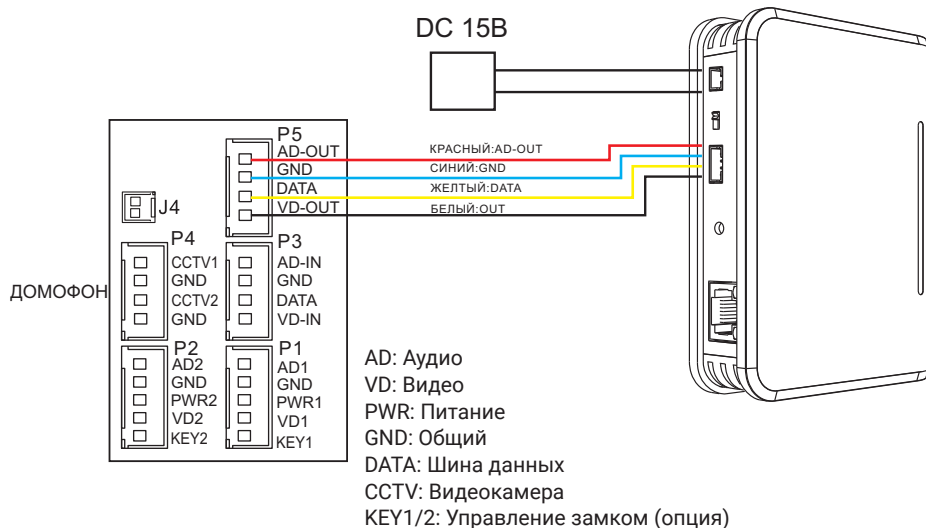 DC 15В
P5
AD-OUT
GND
DATA
VD-OUT
КРАСНЫЙ:AD-OUT
СИНИЙ:GND
ЖЕЛТЫЙ:DATA
БЕЛЫЙ:OUT
J4
P4
CCTV1
GND
CCTV2
GND
P3
AD-IN
GND
DATA
VD-IN
ДОМОФОН
P2
AD2
GND
PWR2
VD2
KEY2
P1
AD1
GND
PWR1
VD1
KEY1
AD: Аудио
VD: Видео
PWR: Питание
GND: Общий
DATA: Шина данных
CCTV: Видеокамера
KEY1/2: Управление замком (опция)